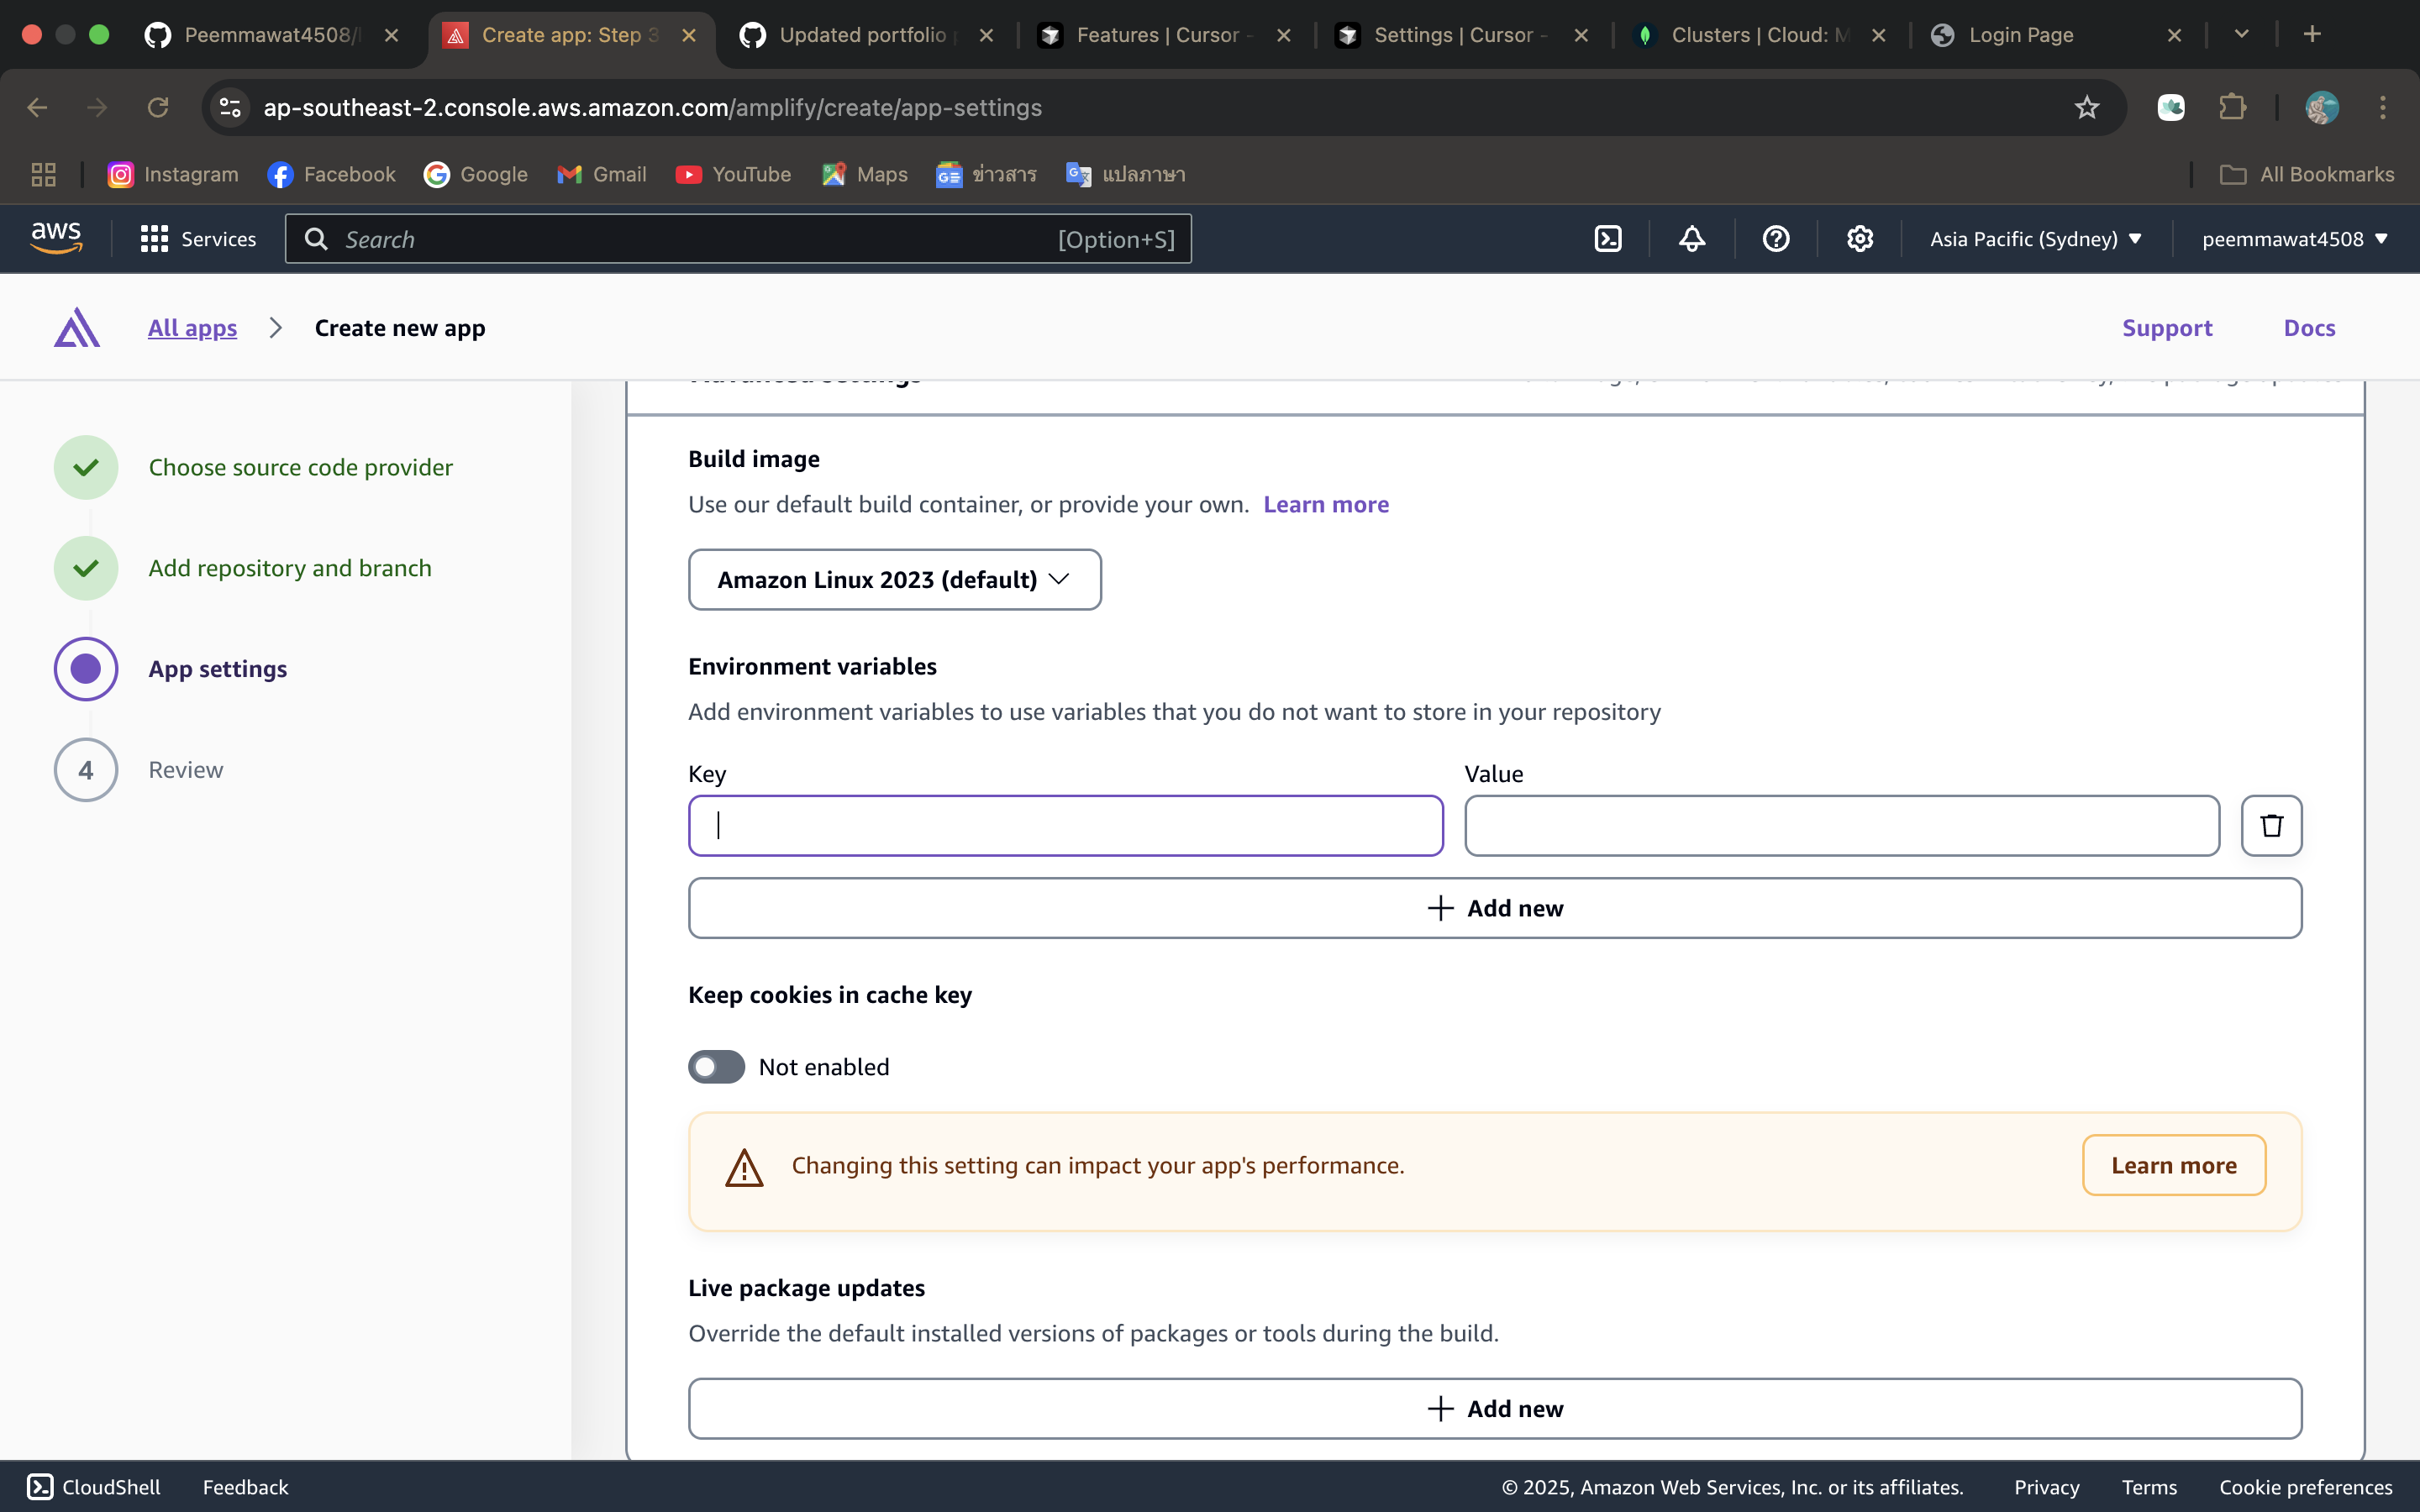 Peemmawat4508/
Create app: Step 3
Updated portfolio
Features | Cursor -
Settings | Cursor -
Clusters | Cloud: M
Login Page
ap-southeast-2.console.aws.amazon.com/amplify/create/app-settings
Instagram
Facebook
Google
Gmail
YouTube
Maps
ข่าวสาร
แปลภาษา
All Bookmarks
aws
Services
Search
[Option+S]
Asia Pacific (Sydney)
peemmawat4508
All apps
Create new app
Support
Docs
Choose source code provider
Add repository and branch
App settings
4
Review
Advanced settings
Build image
Use our default build container, or provide your own. Learn more
Amazon Linux 2023 (default)
Environment variables
Add environment variables to use variables that you do not want to store in your repository
Key
Value
Add new
Keep cookies in cache key
Not enabled
Changing this setting can impact your app's performance.
Learn more
Live package updates
Override the default installed versions of packages or tools during the build.
Add new
CloudShell
Feedback
© 2025, Amazon Web Services, Inc. or its affiliates.
Privacy
Terms
Cookie preferences